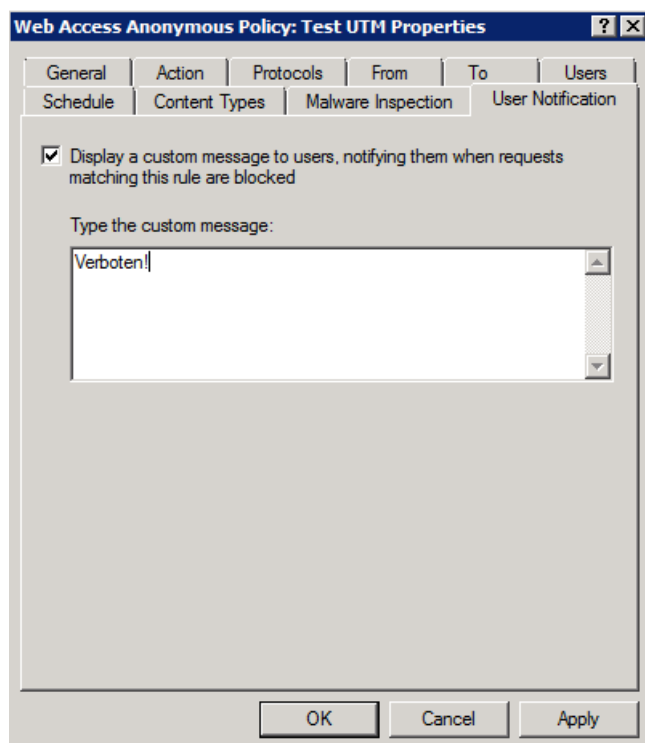 Web Access Anonymous Policy: Test UTM Properties
General Action Protocols From To Users
Schedule Content Types Malware Inspection User Notification
Display a custom message to users, notifying them when requests
matching this rule are blocked
Type the custom message:
Verboten!
OK Cancel Apply